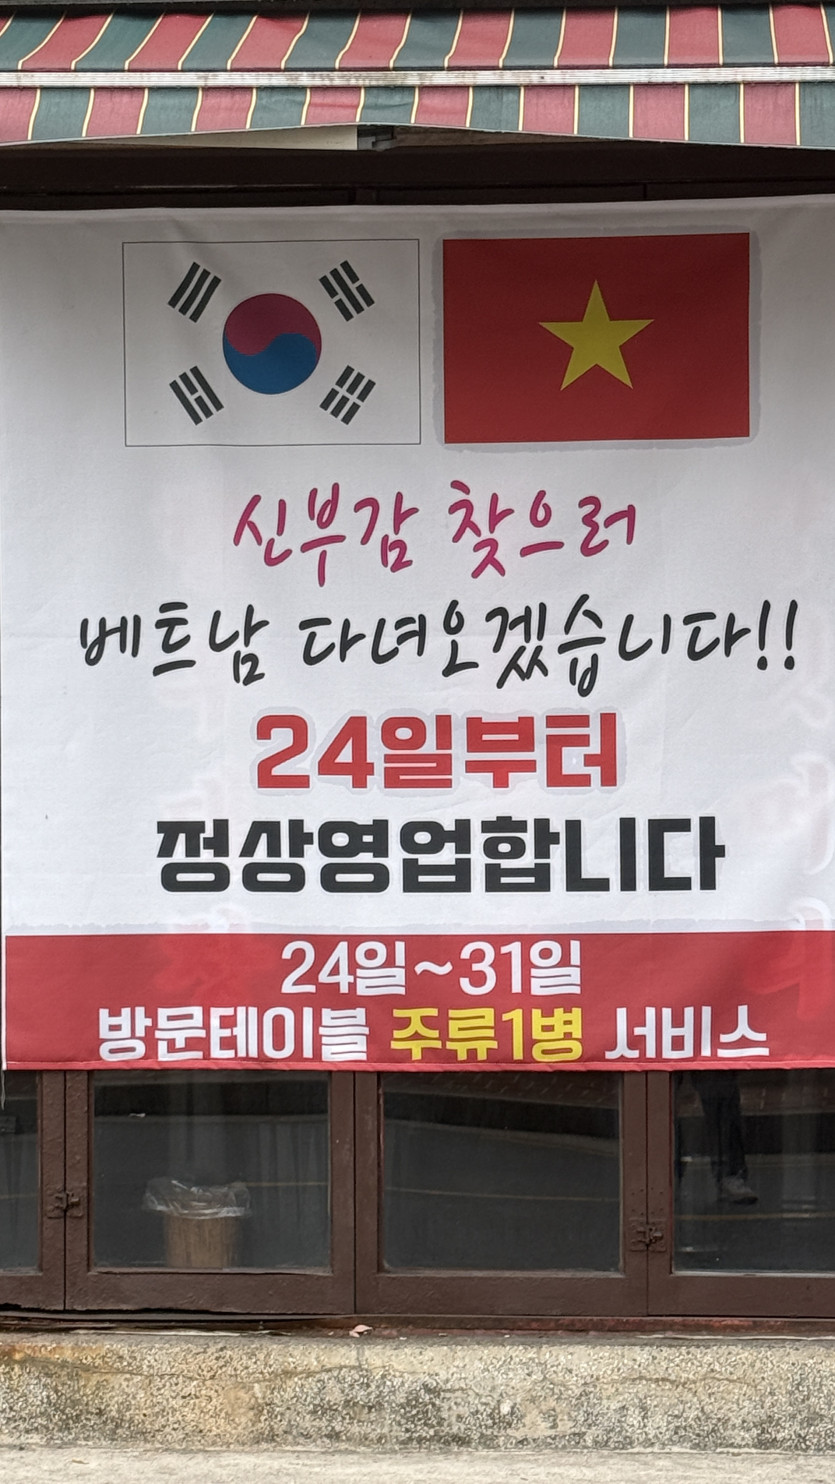 신부감 찾으러
베트남 다녀오겠습니다!!
24일부터
정상영업합니다
24일~31일
방문테이블 주류1병 서비스